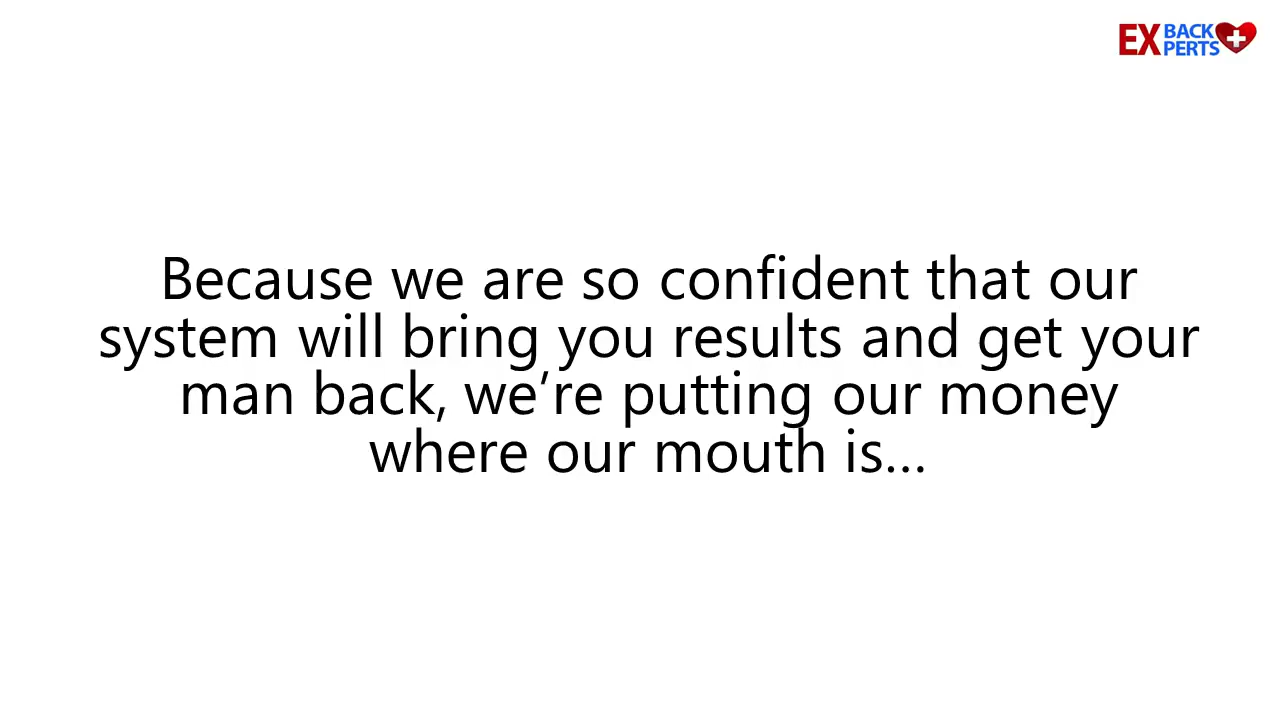 EX BACK
PERTS
Because we are so confident that our
system will bring you results and get your
man back, we’re putting our money
where our mouth is…